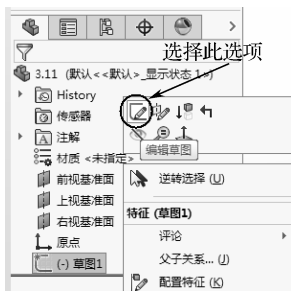 选择此选项
3.11 (默认<<默认>_显示状态 1>)
History
传感器
注解
编辑草图
材质 <未指定>
前视基准面
逆转选择 (U)
上视基准面
特征 (草图1)
右视基准面
评论
原点
父子关系... (J)
(-) 草图1
配置特征 (K)